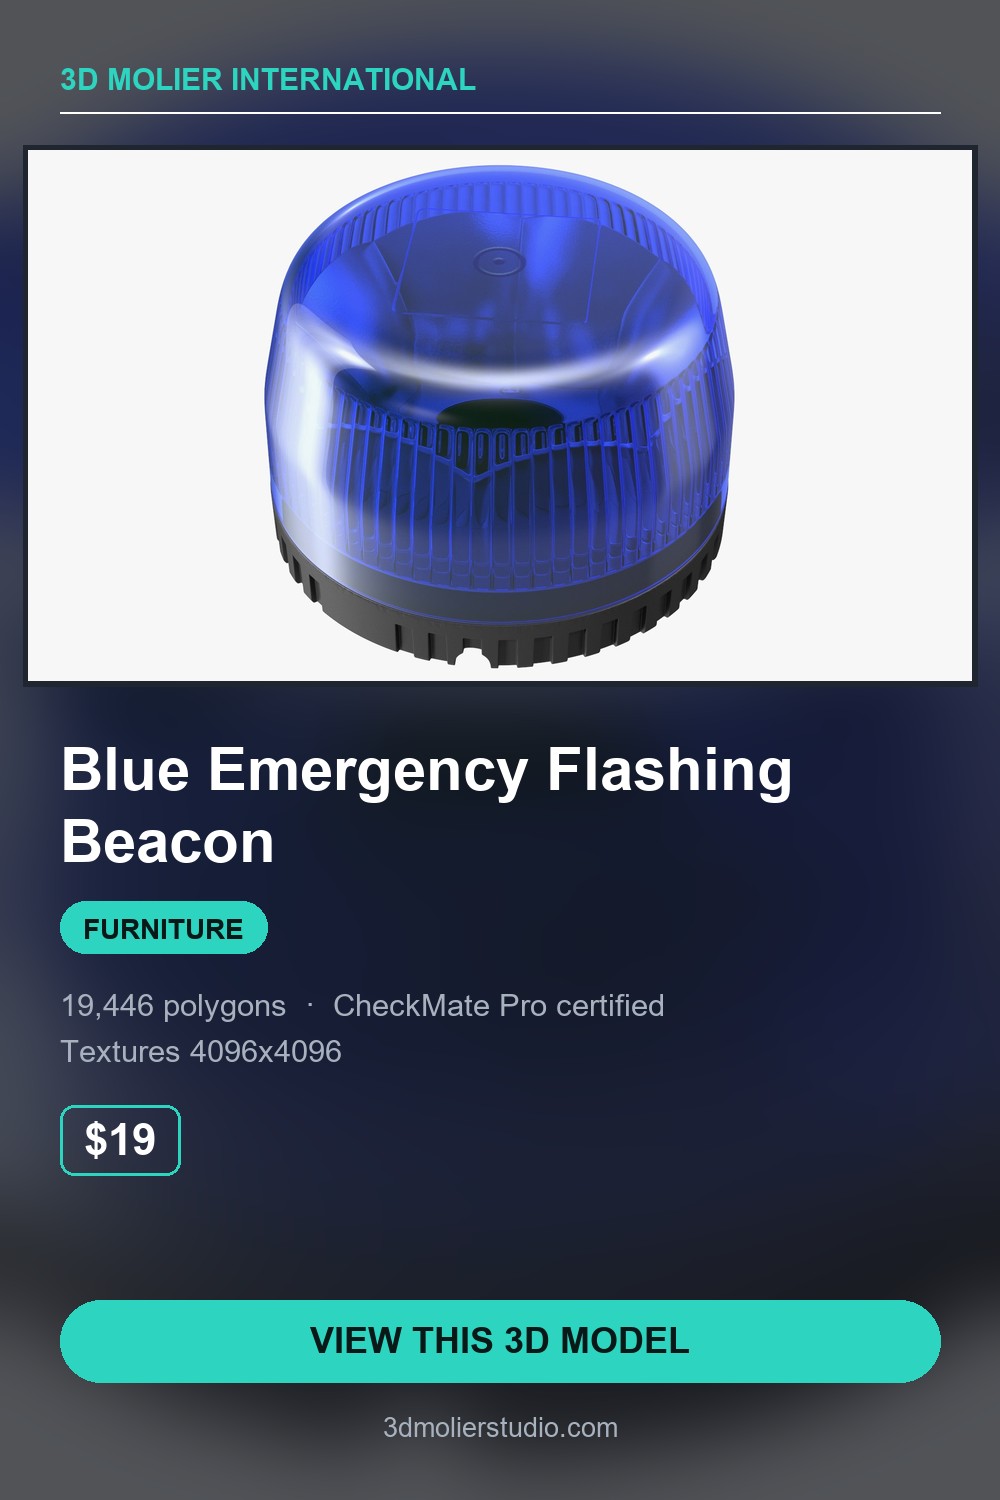 3D MOLIER INTERNATIONAL
Blue Emergency Flashing
Beacon
FURNITURE
19,446 polygons · CheckMate Pro certified
Textures 4096x4096
$19
VIEW THIS 3D MODEL
3dmolierstudio.com